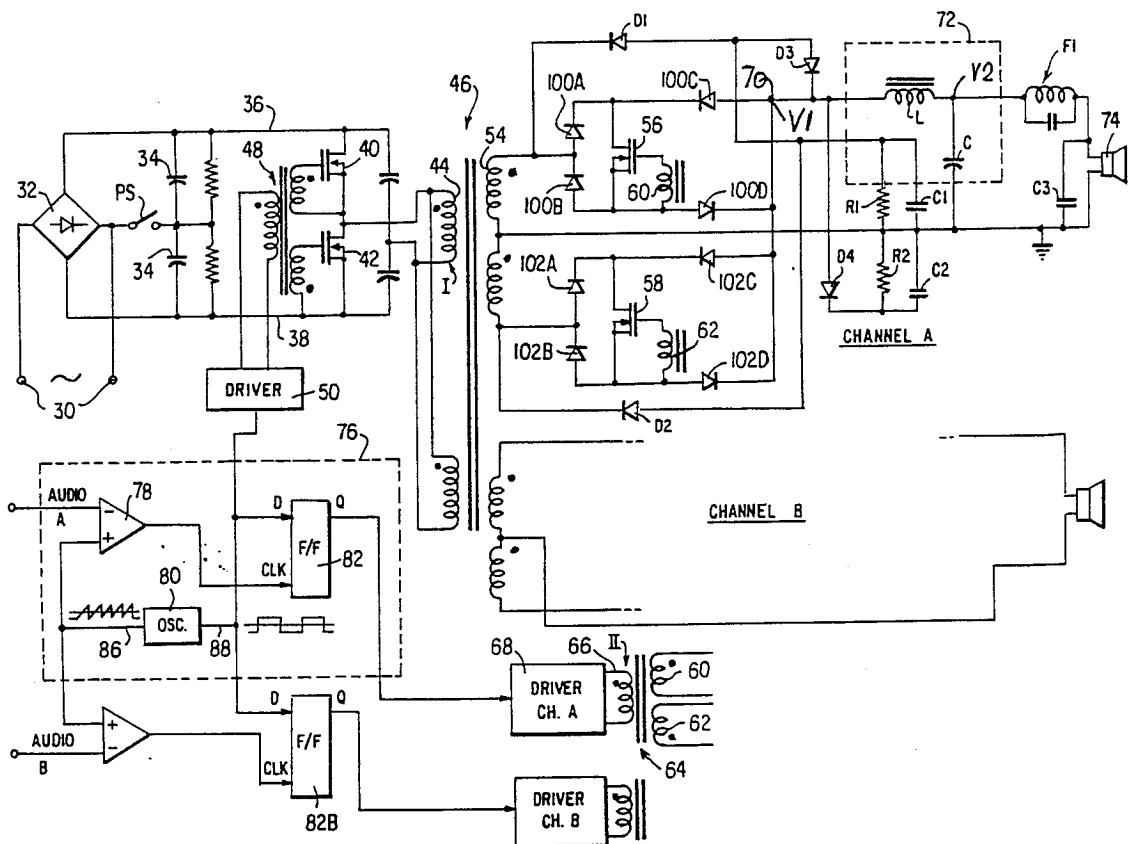 D1
72
F1
D3
46
100A
100C
70
V1
V2
36
54
56
L
74
48
40
44
C
34
60
32
PS
100B
100D
R1
C1
C3
34
42
102A
I
58
102C
D4
R2
C2
38
62
CHANNEL A
102B
102D
~
DRIVER
50
30
D2
76
AUDIO
A
78
-
+
D
Q
F/F
82
CHANNEL B
CLK
80
OSC.
86
88
68
66
II
DRIVER
CH. A
60
62
64
D
Q
+
-
AUDIO
B
F/F
CLK
82B
DRIVER
CH. B